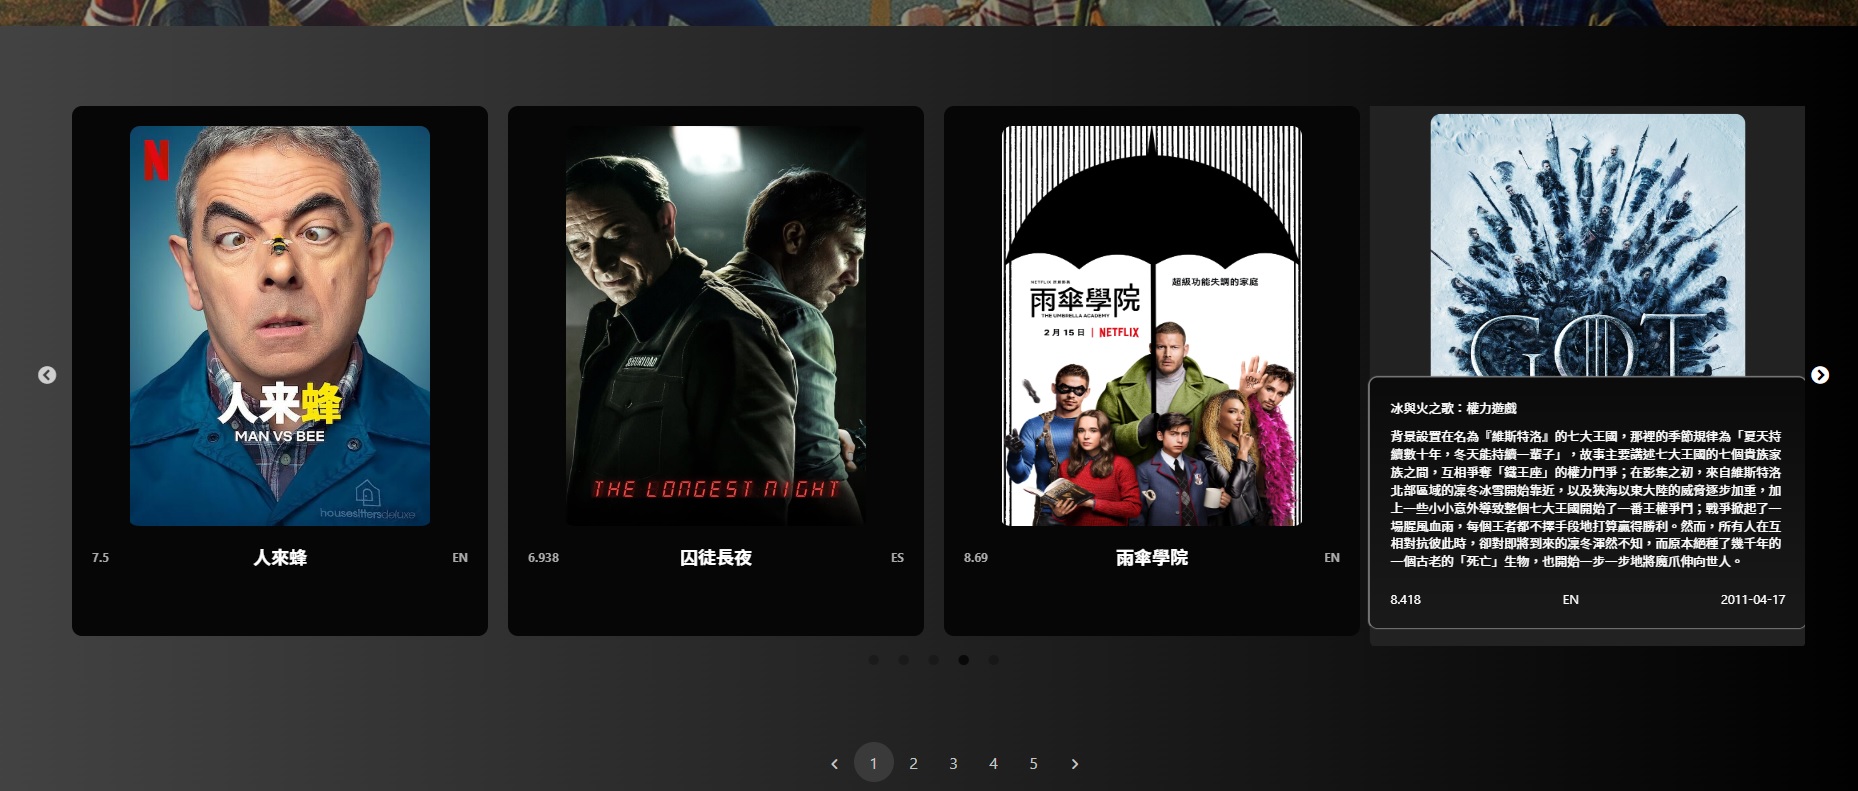 N
人来蜂
MAN VS BEE
housesittersdeluxe
7.5
人來蜂
EN
SECURIDAD
THE LONGEST NIGHT
6.938
囚徒長夜
ES
雨傘學院
THE UMBRELLA ACADEMY
2月15日 | NETFLIX
超級功能失調的家庭
8.69
雨傘學院
EN
GOT
冰與火之歌：權力遊戲
背景設置在名為『維斯特洛』的七大王國，那裡的季節規律為「夏天持
續數十年，冬天能持續一輩子」，故事主要講述七大王國的七個貴族家
族之間，互相爭奪「鐵王座」的權力鬥爭；在影集之初，來自維斯特洛
北部區域的凜冬冰雪開始靠近，以及狹海以東大陸的威脅逐步加重，加
上一些小小意外導致整個七大王國開始了一番王權爭鬥；戰爭掀起了一
場腥風血雨，每個王者都不擇手段地打算贏得勝利。然而，所有人在互
相對抗彼此時，卻對即將到來的凜冬渾然不知，而原本絕種了幾千年的
一個古老的「死亡」生物，也開始一步一步地將魔爪伸向世人。
8.418
EN
2011-04-17
1 2 3 4 5